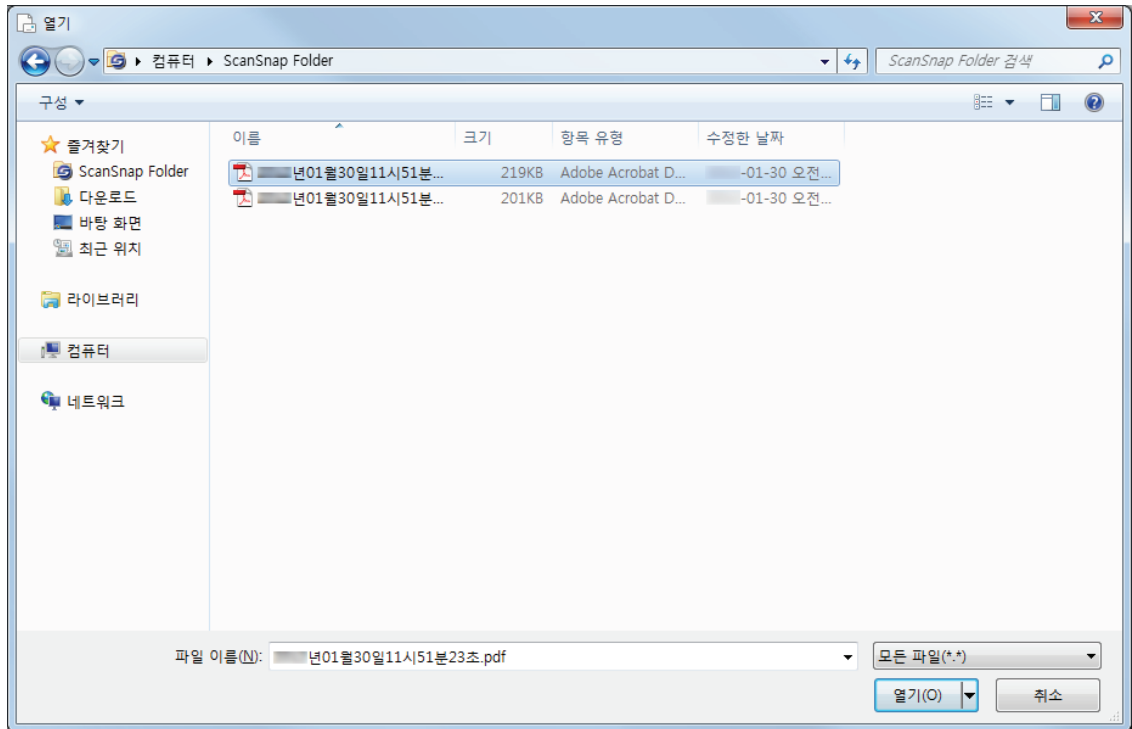 열기
컴퓨터 ▸ ScanSnap Folder
ScanSnap Folder 검색
구성
이름 크기 항목 유형 수정한 날짜
즐겨찾기
ScanSnap Folder
다운로드
바탕 화면
최근 위치
라이브러리
컴퓨터
네트워크
년01월30일11시51분... 219KB Adobe Acrobat D... -01-30 오전...
년01월30일11시51분... 201KB Adobe Acrobat D... -01-30 오전...
파일 이름(N): 년01월30일11시51분23초.pdf
모든 파일(*.*)
열기(O) 취소